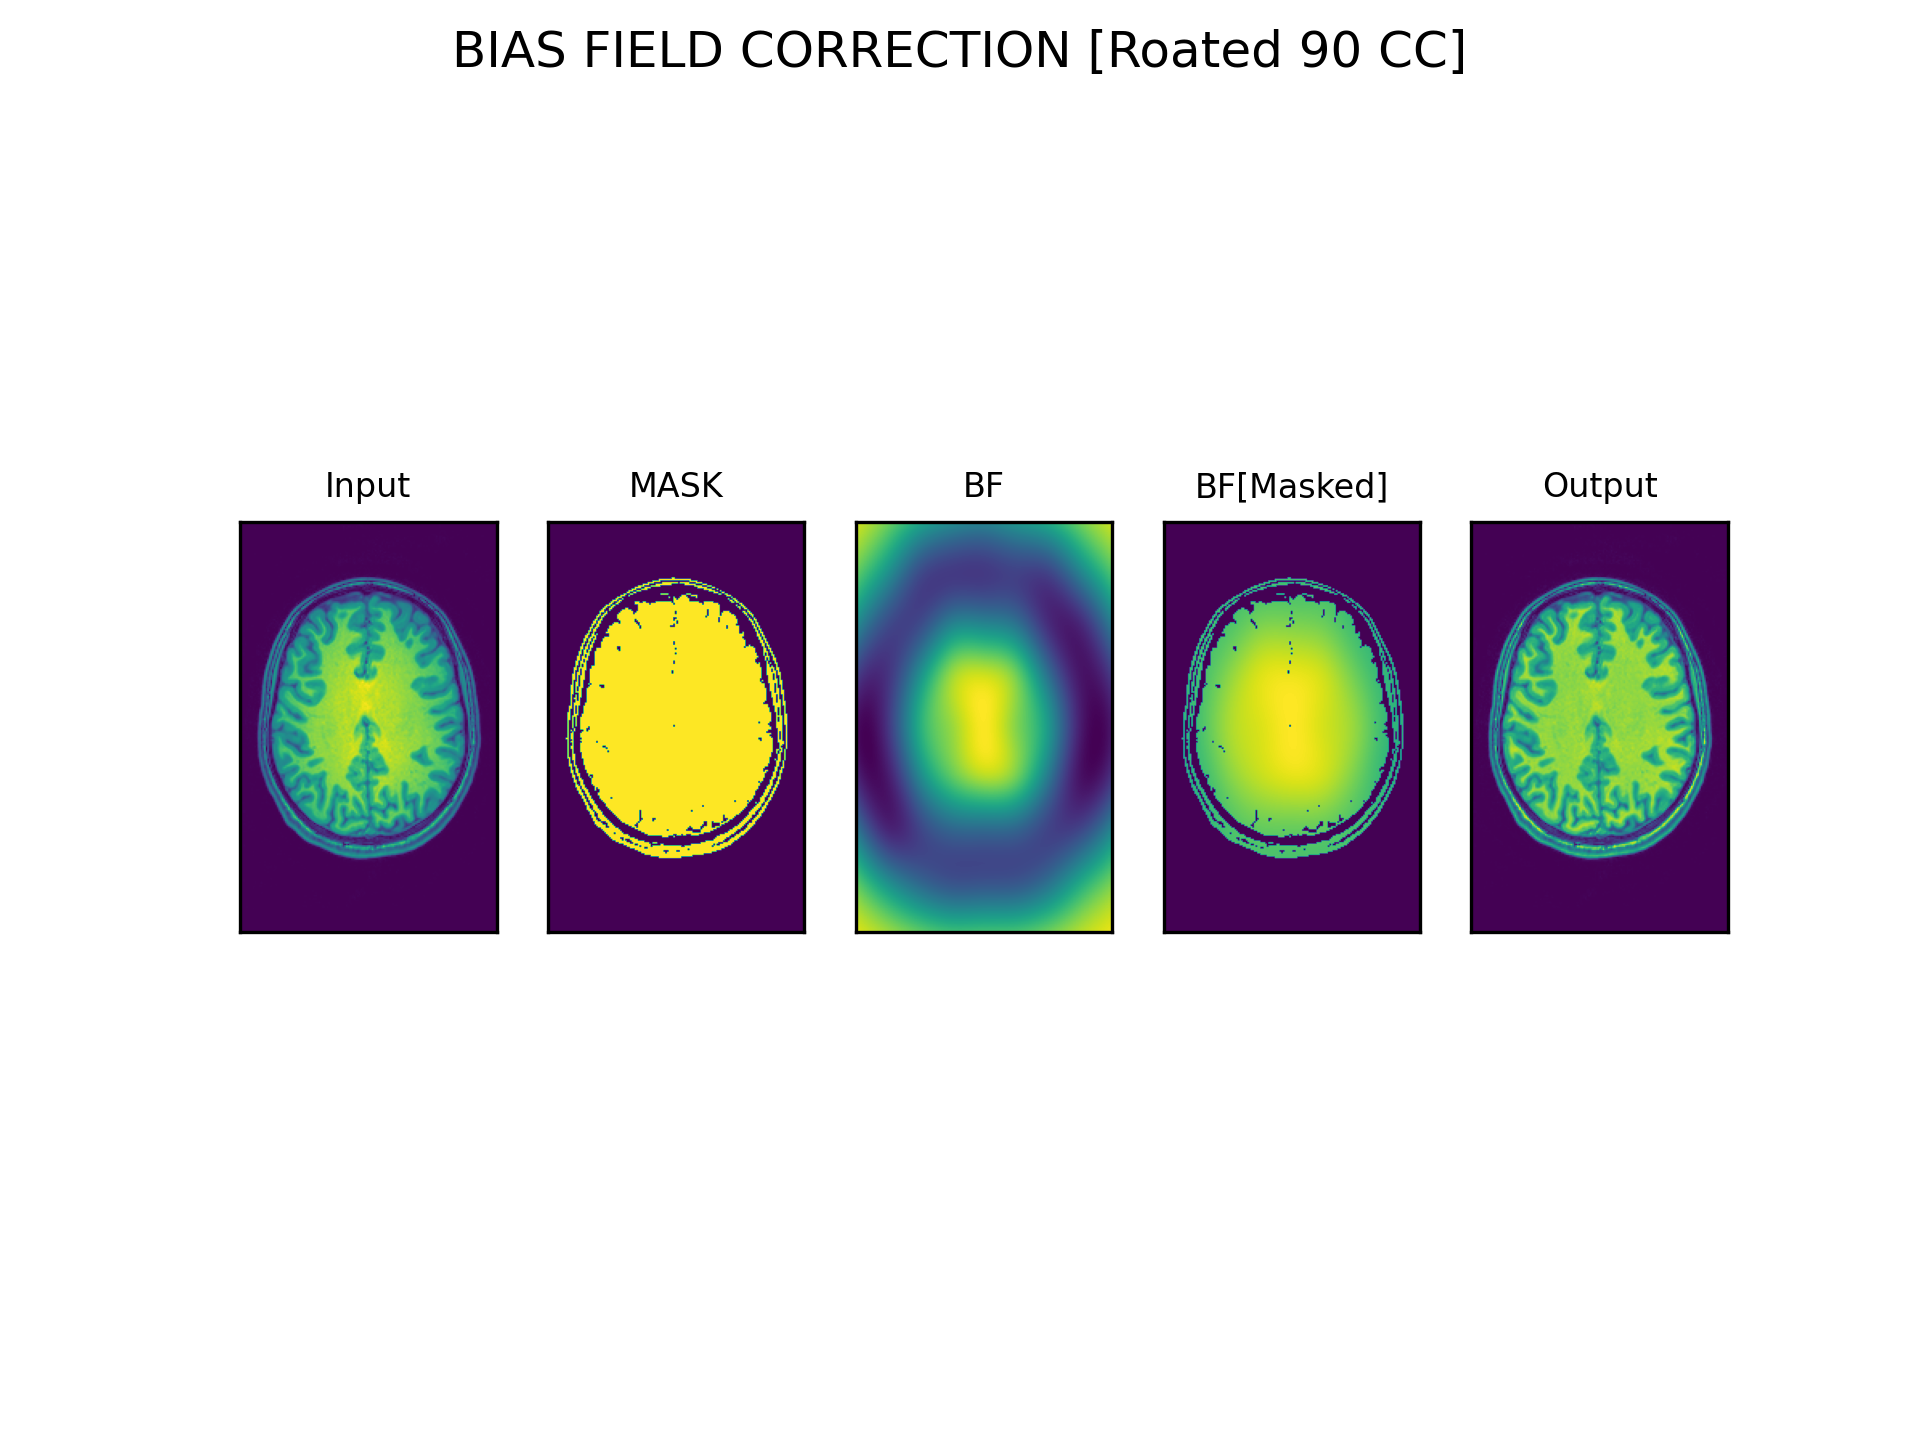 BIAS FIELD CORRECTION [Roated 90 CC]
Input
MASK
BF
BF[Masked]
Output